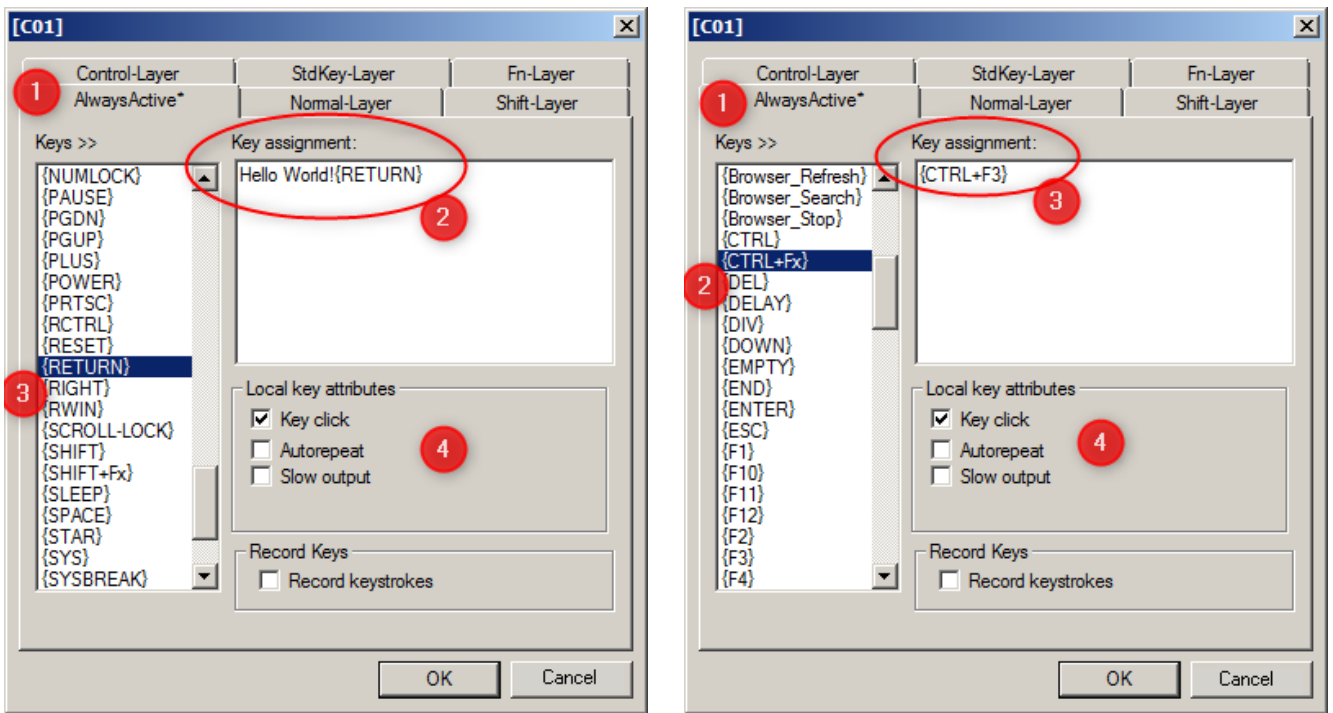 [C01]
Control-Layer StdKey-Layer Fn-Layer
1 AlwaysActive* Normal-Layer Shift-Layer
Keys >> Key assignment:
{NUMLOCK} Hello World!{RETURN}
{PAUSE}
{PGDN} 2
{PGUP}
{PLUS}
{POWER}
{PRTSC}
{RCTRL}
{RESET}
{RETURN}
3 {RIGHT} Local key attributes
{RWIN} Key click
{SCROLL-LOCK}
{SHIFT} Autorepeat 4
{SHIFT+Fx} Slow output
{SLEEP}
{SPACE}
{STAR}
{SYS} Record Keys
{SYSBREAK} Record keystrokes
OK Cancel
[C01]
Control-Layer StdKey-Layer Fn-Layer
1 AlwaysActive* Normal-Layer Shift-Layer
Keys >> Key assignment:
{Browser_Refresh} {CTRL+F3}
{Browser_Search} 3
{Browser_Stop}
{CTRL}
{CTRL+Fx}
2 {DEL}
{DELAY}
{DIV}
{DOWN}
{EMPTY}
{END} Local key attributes
{ENTER} Key click
{ESC}
{F1} Autorepeat 4
{F10} Slow output
{F11}
{F12}
{F2}
{F3} Record Keys
{F4} Record keystrokes
OK Cancel